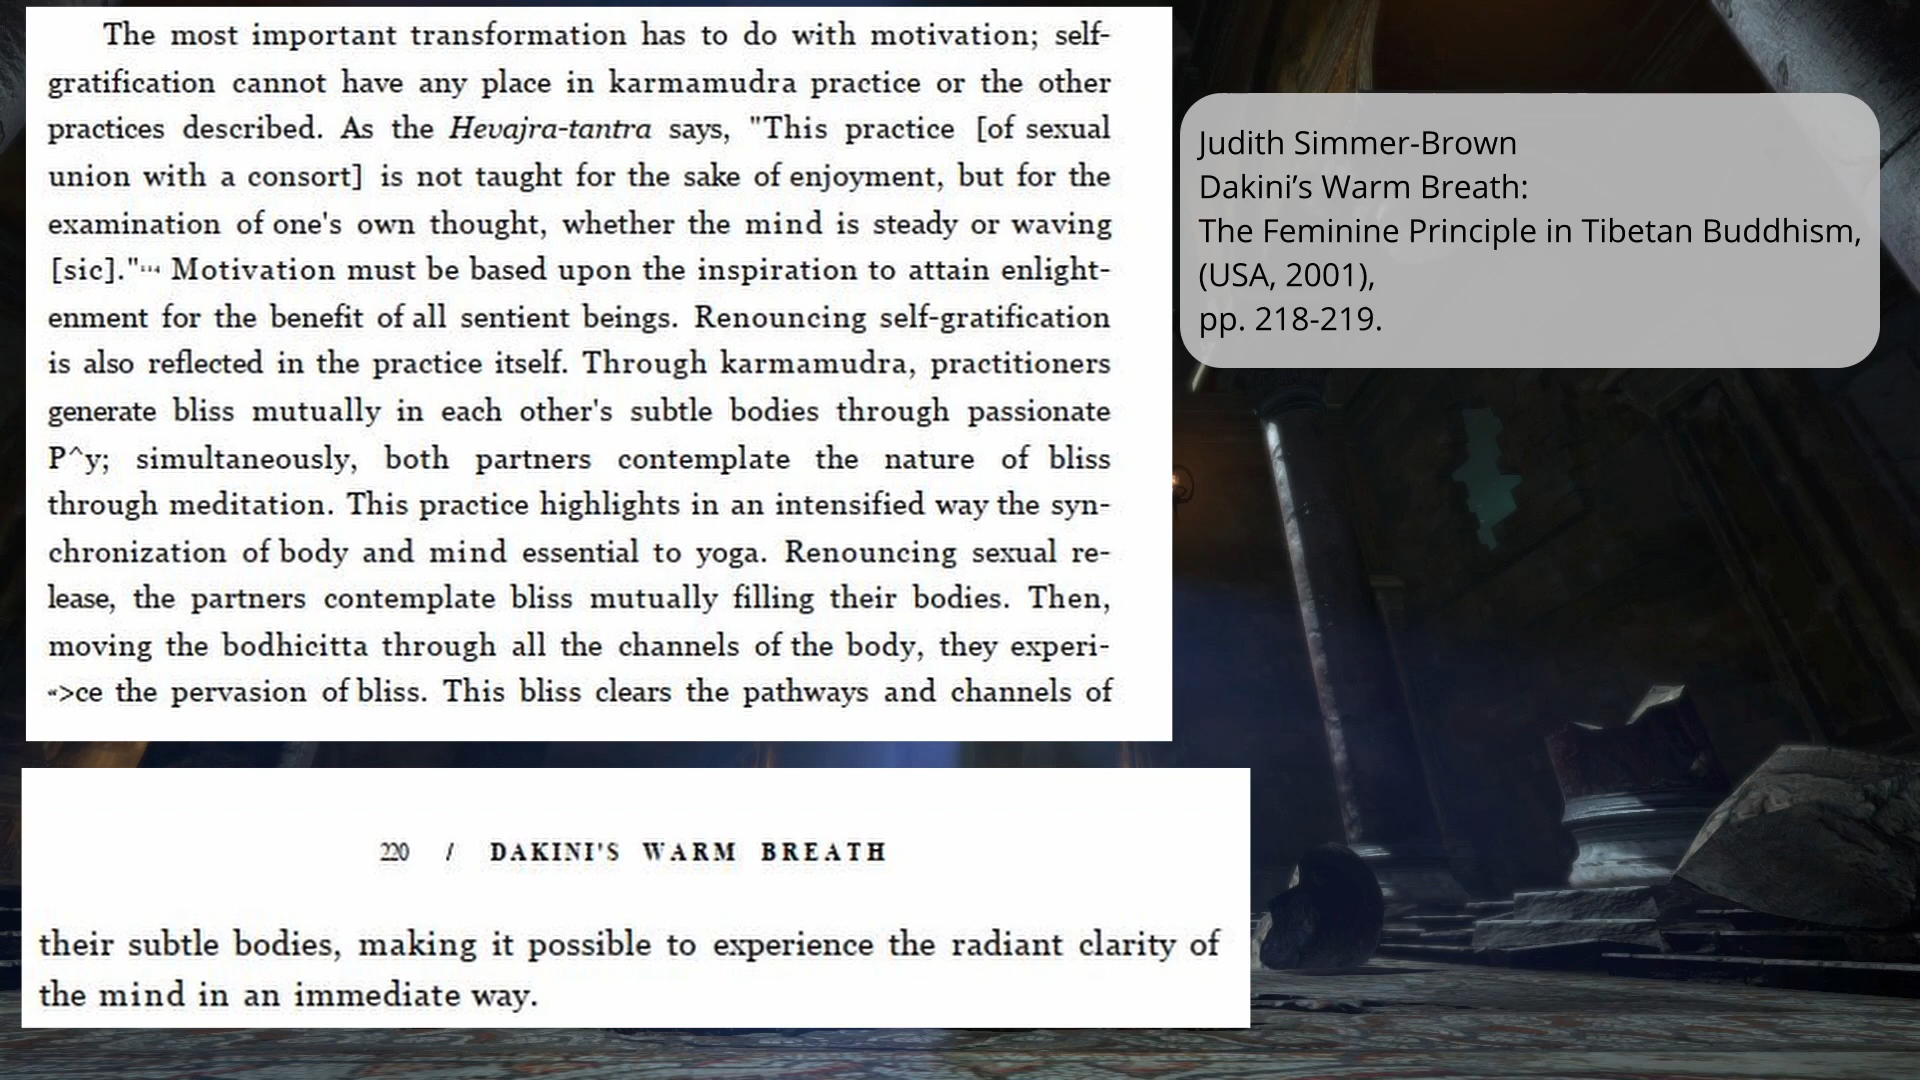 The most important transformation has to do with motivation; self-
gratification cannot have any place in karmamudra practice or the other
practices described. As the Hevajra-tantra says, "This practice [of sexual
union with a consort] is not taught for the sake of enjoyment, but for the
examination of one's own thought, whether the mind is steady or waving
[sic]." Motivation must be based upon the inspiration to attain enlight-
enment for the benefit of all sentient beings. Renouncing self-gratification
is also reflected in the practice itself. Through karmamudra, practitioners
generate bliss mutually in each other's subtle bodies through passionate
P^y; simultaneously, both partners contemplate the nature of bliss
through meditation. This practice highlights in an intensified way the syn-
chronization of body and mind essential to yoga. Renouncing sexual re-
lease, the partners contemplate bliss mutually filling their bodies. Then,
moving the bodhicitta through all the channels of the body, they experi-
«>ce the pervasion of bliss. This bliss clears the pathways and channels of
220 / DAKINI'S WARM BREATH
their subtle bodies, making it possible to experience the radiant clarity of
the mind in an immediate way.
Judith Simmer-Brown
Dakini’s Warm Breath:
The Feminine Principle in Tibetan Buddhism,
(USA, 2001),
pp. 218-219.